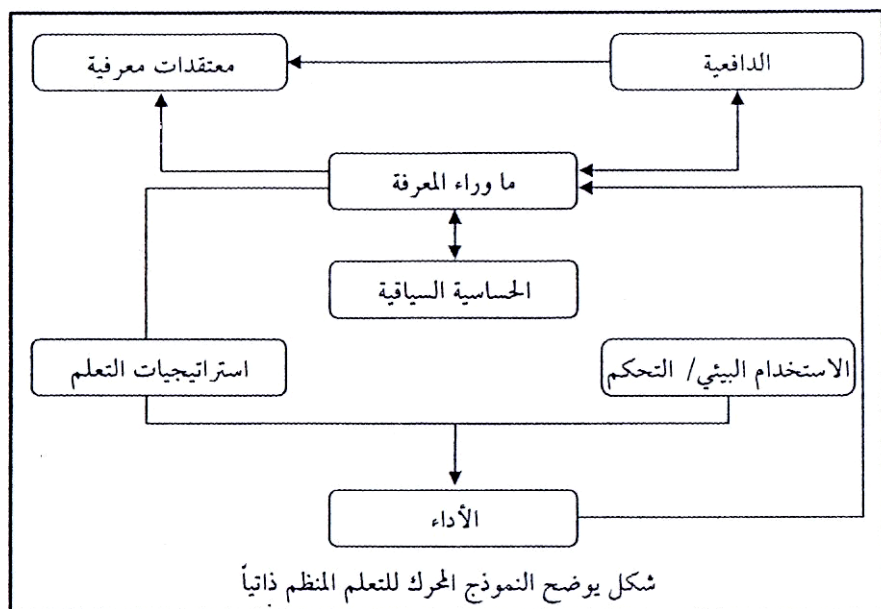 الدافعية
معتقدات معرفية
ما وراء المعرفة
الحساسية السياقية
الاستخدام البيئي/ التحكم
استراتيجيات التعلم
الأداء
شكل يوضح النموذج المحرك للتعلم المنظم ذاتياً